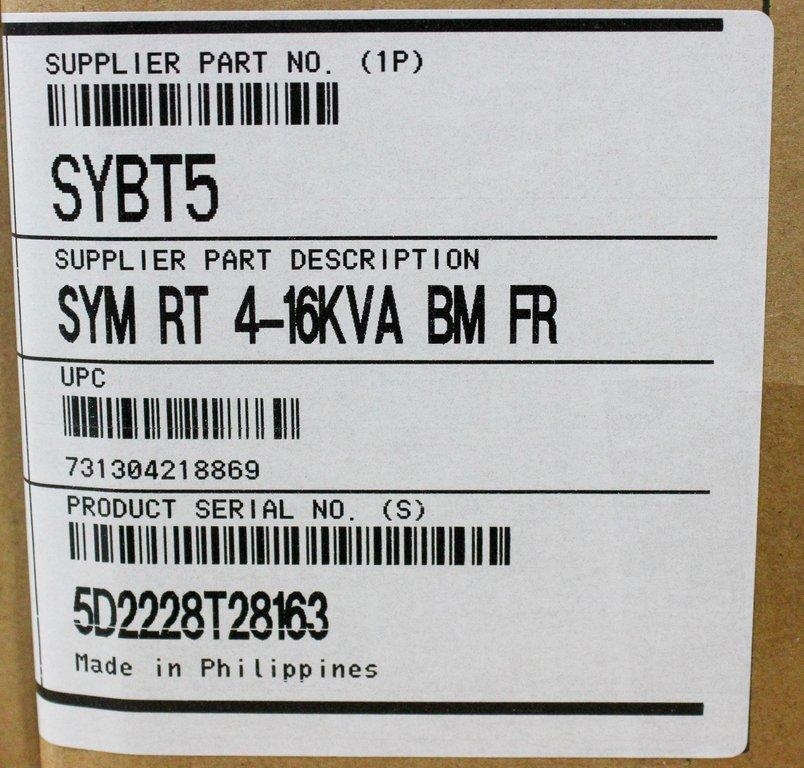 SUPPLIER PART NO. (1P)
SYBT5
SUPPLIER PART DESCRIPTION
SYM RT 4-16KVA BM FR
UPC
731304218869
PRODUCT SERIAL NO. (S)
5D2228T28163
Made in Philippines